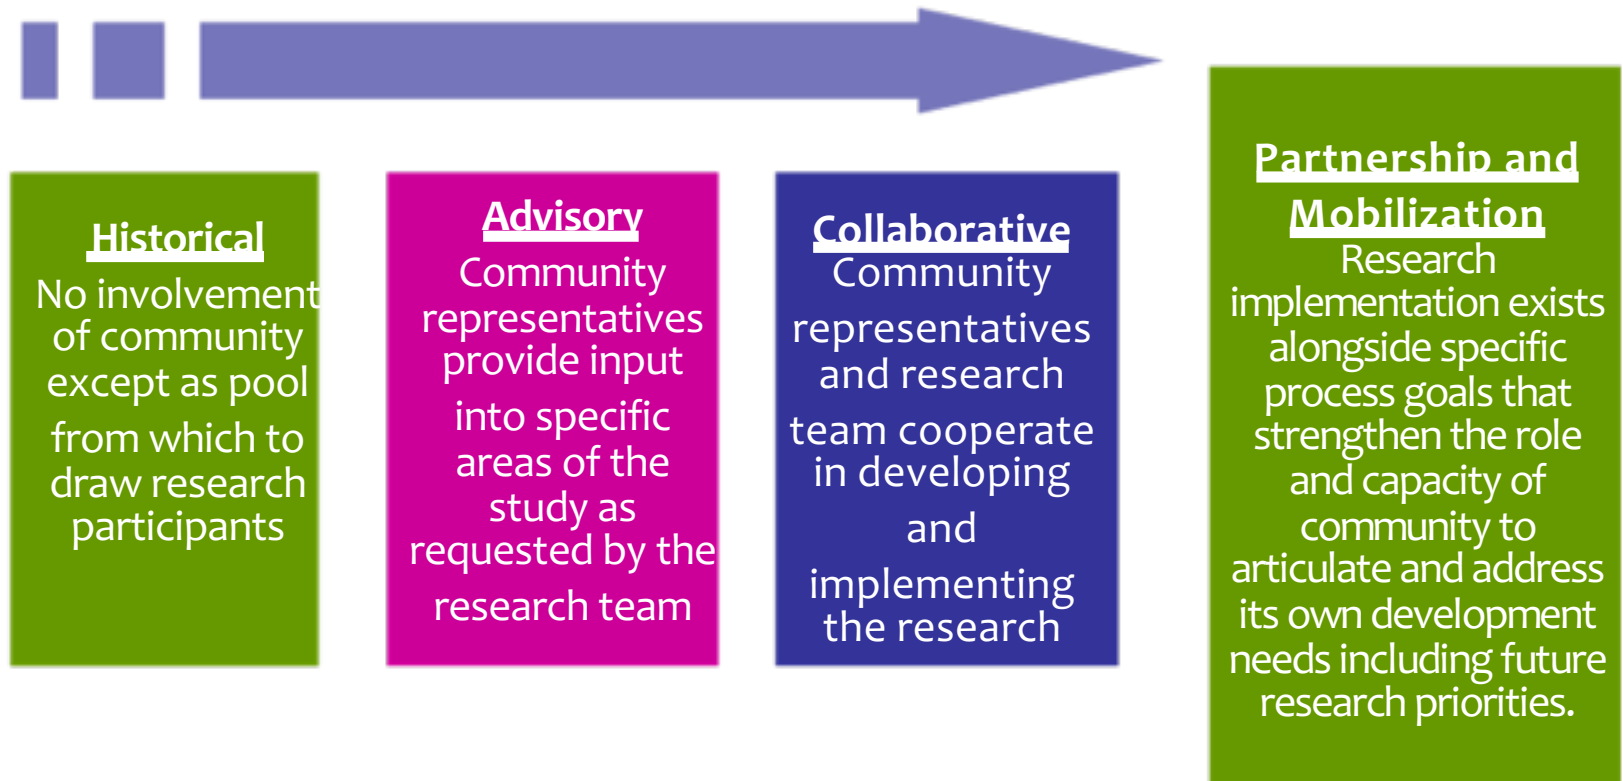 Historical
No involvement
of community
except as pool
from which to
draw research
participants
Advisory
Community
representatives
provide input
into specific
areas of the
study as
requested by the
research team
Collaborative
Community
representatives
and research
team cooperate
in developing
and
implementing
the research
Partnership and
Mobilization
Research
implementation exists
alongside specific
process goals that
strengthen the role
and capacity of
community to
articulate and address
its own development
needs including future
research priorities.